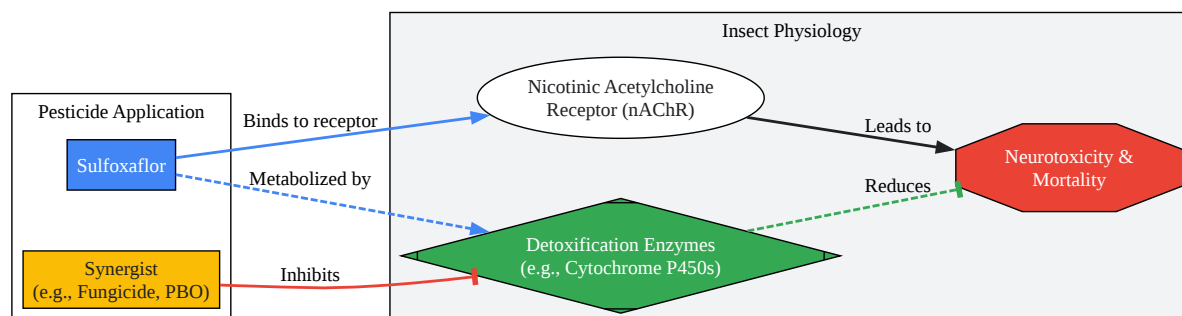 Insect Physiology
Pesticide Application
Nicotinic Acetylcholine
Receptor (nAChR)
Binds to receptor
Leads to
Sulfoxaflor
Neurotoxicity &
Mortality
Metabolized by
Reduces
Detoxification Enzymes
(e.g., Cytochrome P450s)
Synergist
(e.g., Fungicide, PBO)
Inhibits